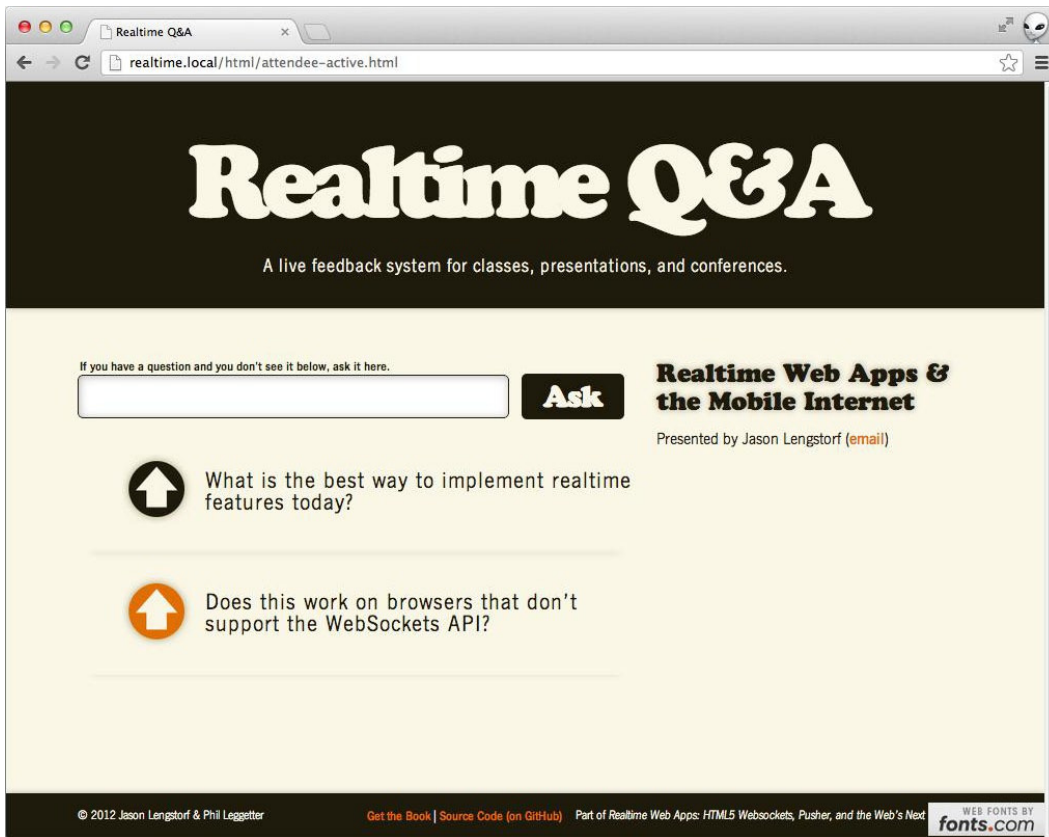 Realtime Q&A
realtime.local/html/attendee-active.html
Realtime Q&A
A live feedback system for classes, presentations, and conferences.
If you have a question and you don't see it below, ask it here.
Ask
What is the best way to implement realtime
features today?
Does this work on browsers that don't
support the WebSockets API?
Realtime Web Apps &
the Mobile Internet
Presented by Jason Lengstorf (email)
© 2012 Jason Lengstorf & Phil Leggetter
Get the Book | Source Code (on GitHub)
Part of Realtime Web Apps: HTML5 Websockets, Pusher, and the Web's Next
WEB FONTS BY
fonts.com